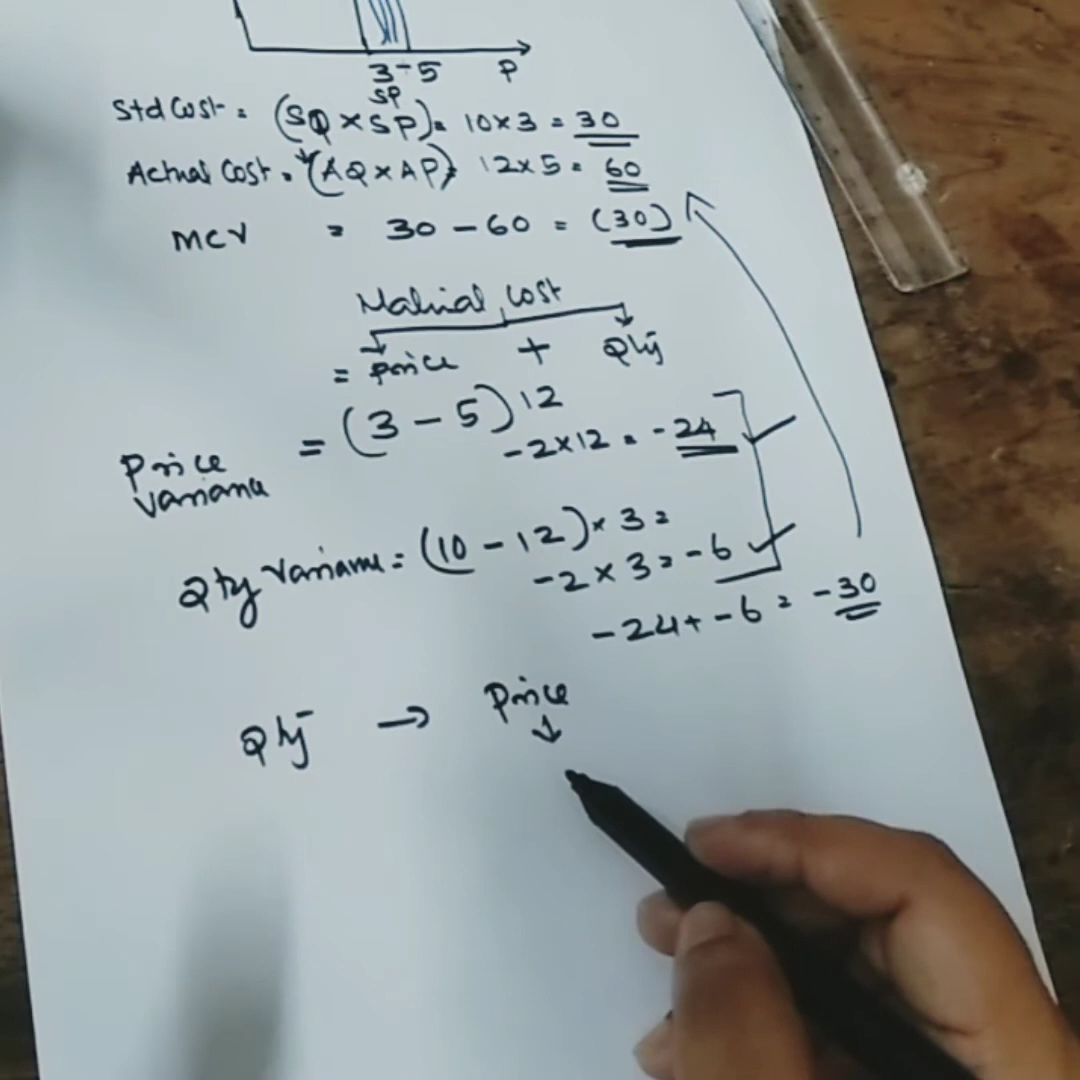 3-5 P
SP
Std Cost = (SQ × SP) = 10×3 = 30
Actual Cost = (AQ × AP) = 12×5 = 60
MCV = 30 - 60 = (30)
Material Cost
= Price + Qty
Price Variance = (3 - 5) 12
-2×12 = -24
Qty Variance = (10 - 12) × 3 =
-2 × 3 = -6
-24 + -6 = -30
Qty → Price
↓